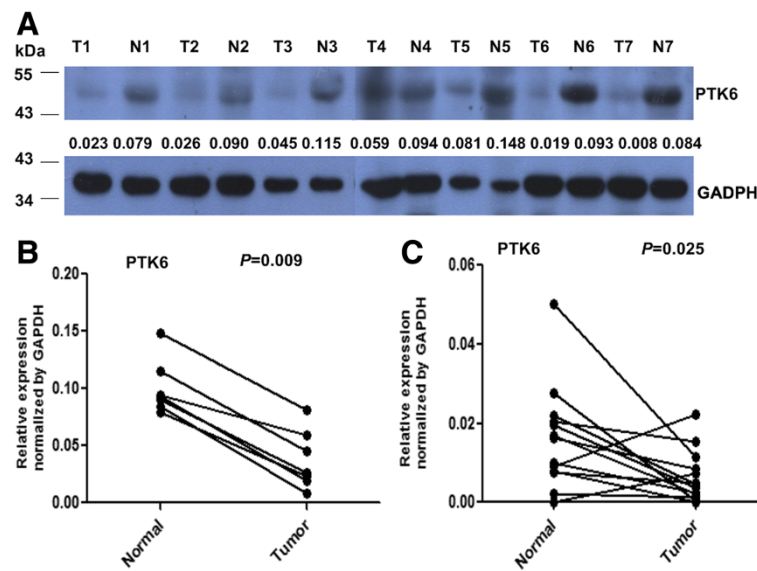 A
kDa T1 N1 T2 N2 T3 N3 T4 N4 T5 N5 T6 N6 T7 N7
55
43
PTK6
0.023 0.079 0.026 0.090 0.045 0.115 0.059 0.094 0.081 0.148 0.019 0.093 0.008 0.084
43
34
GADPH
B
PTK6 P=0.009
Relative expression
normalized by GAPDH
0.20
0.15
0.10
0.05
0.00
Normal Tumor
C
PTK6 P=0.025
Relative expression
normalized by GAPDH
0.06
0.04
0.02
0.00
Normal Tumor